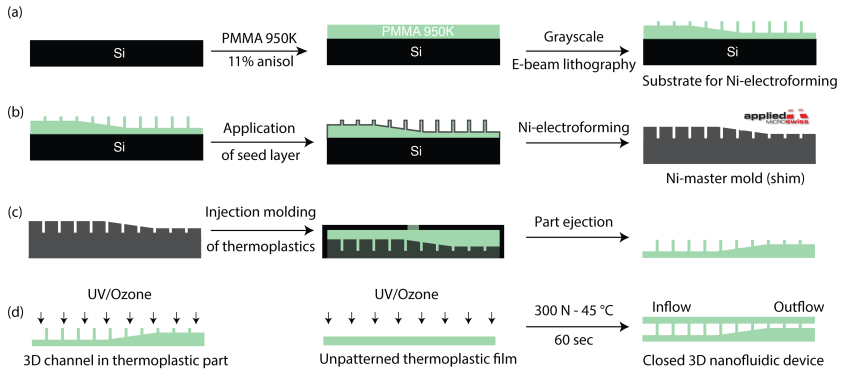 (a)
Si
PMMA 950K
11% anisol
PMMA 950K
Si
Grayscale
E-beam lithography
Si
Substrate for Ni-electroforming
(b)
Si
Application
of seed layer
Si
Ni-electroforming
applied
MICROSWISS
Ni-master mold (shim)
(c)
Injection molding
of thermoplastics
Part ejection
(d)
UV/Ozone
3D channel in thermoplastic part
UV/Ozone
Unpatterned thermoplastic film
300 N - 45 °C
60 sec
Inflow
Outflow
Closed 3D nanofluidic device